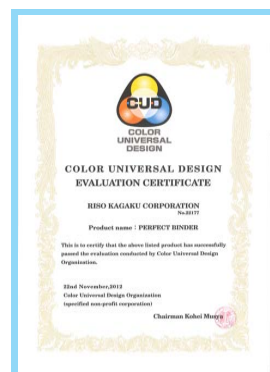 CUD
COLOR
UNIVERSAL
DESIGN
COLOR UNIVERSAL DESIGN
EVALUATION CERTIFICATE
RISO KAGAKU CORPORATION
No.22177
Product name : PERFECT BINDER
This is to certify that the above listed product has successfully
passed the evaluation conducted by Color Universal Design
Organization.
22nd November,2012
Color Universal Design Organization
(specified non-profit corporation)
Chairman Kohei